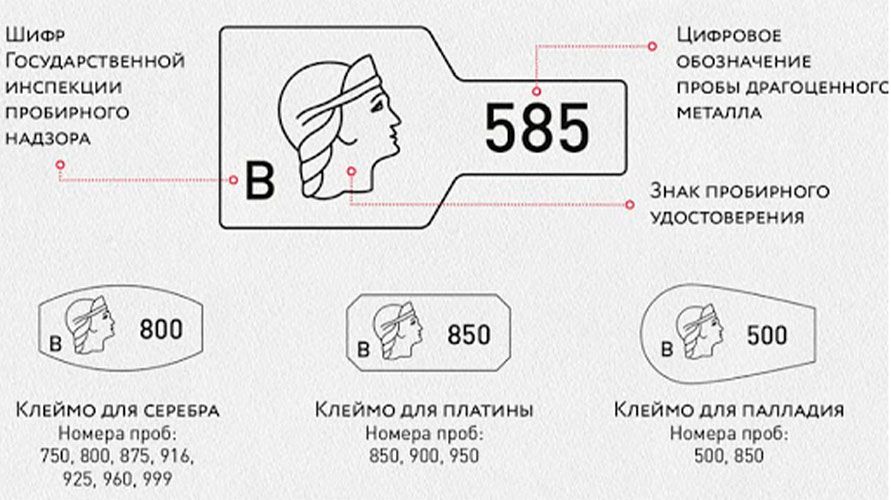 Шифр
Государственной
инспекции
пробирного
надзора
В
585
Цифровое
обозначение
пробы драгоценного
металла
Знак пробирного
удостоверения
В 800
Клеймо для серебра
Номера проб:
750, 800, 875, 916,
925, 960, 999
В 850
Клеймо для платины
Номера проб:
850, 900, 950
В 500
Клеймо для палладия
Номера проб:
500, 850